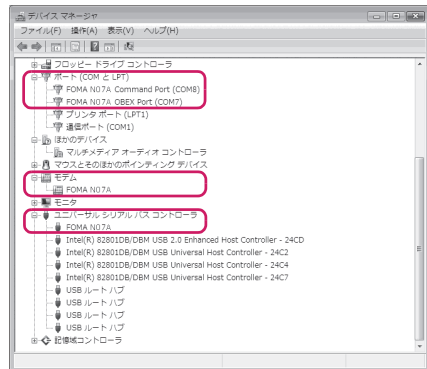 デバイス マネージャ
ファイル(F) 操作(A) 表示(V) ヘルプ(H)
フロッピー ドライブ コントローラ
ポート (COM と LPT)
FOMA N07A Command Port (COM8)
FOMA N07A OBEX Port (COM7)
プリンタ ポート (LPT1)
通信ポート (COM1)
ほかのデバイス
マルチメディア オーディオ コントローラ
マウスとそのほかのポインティング デバイス
モデム
FOMA N07A
モニタ
ユニバーサル シリアル バス コントローラ
FOMA N07A
Intel(R) 82801DB/DBM USB 2.0 Enhanced Host Controller - 24CD
Intel(R) 82801DB/DBM USB Universal Host Controller - 24C2
Intel(R) 82801DB/DBM USB Universal Host Controller - 24C4
Intel(R) 82801DB/DBM USB Universal Host Controller - 24C7
USB ルート ハブ
USB ルート ハブ
USB ルート ハブ
USB ルート ハブ
記憶域コントローラ